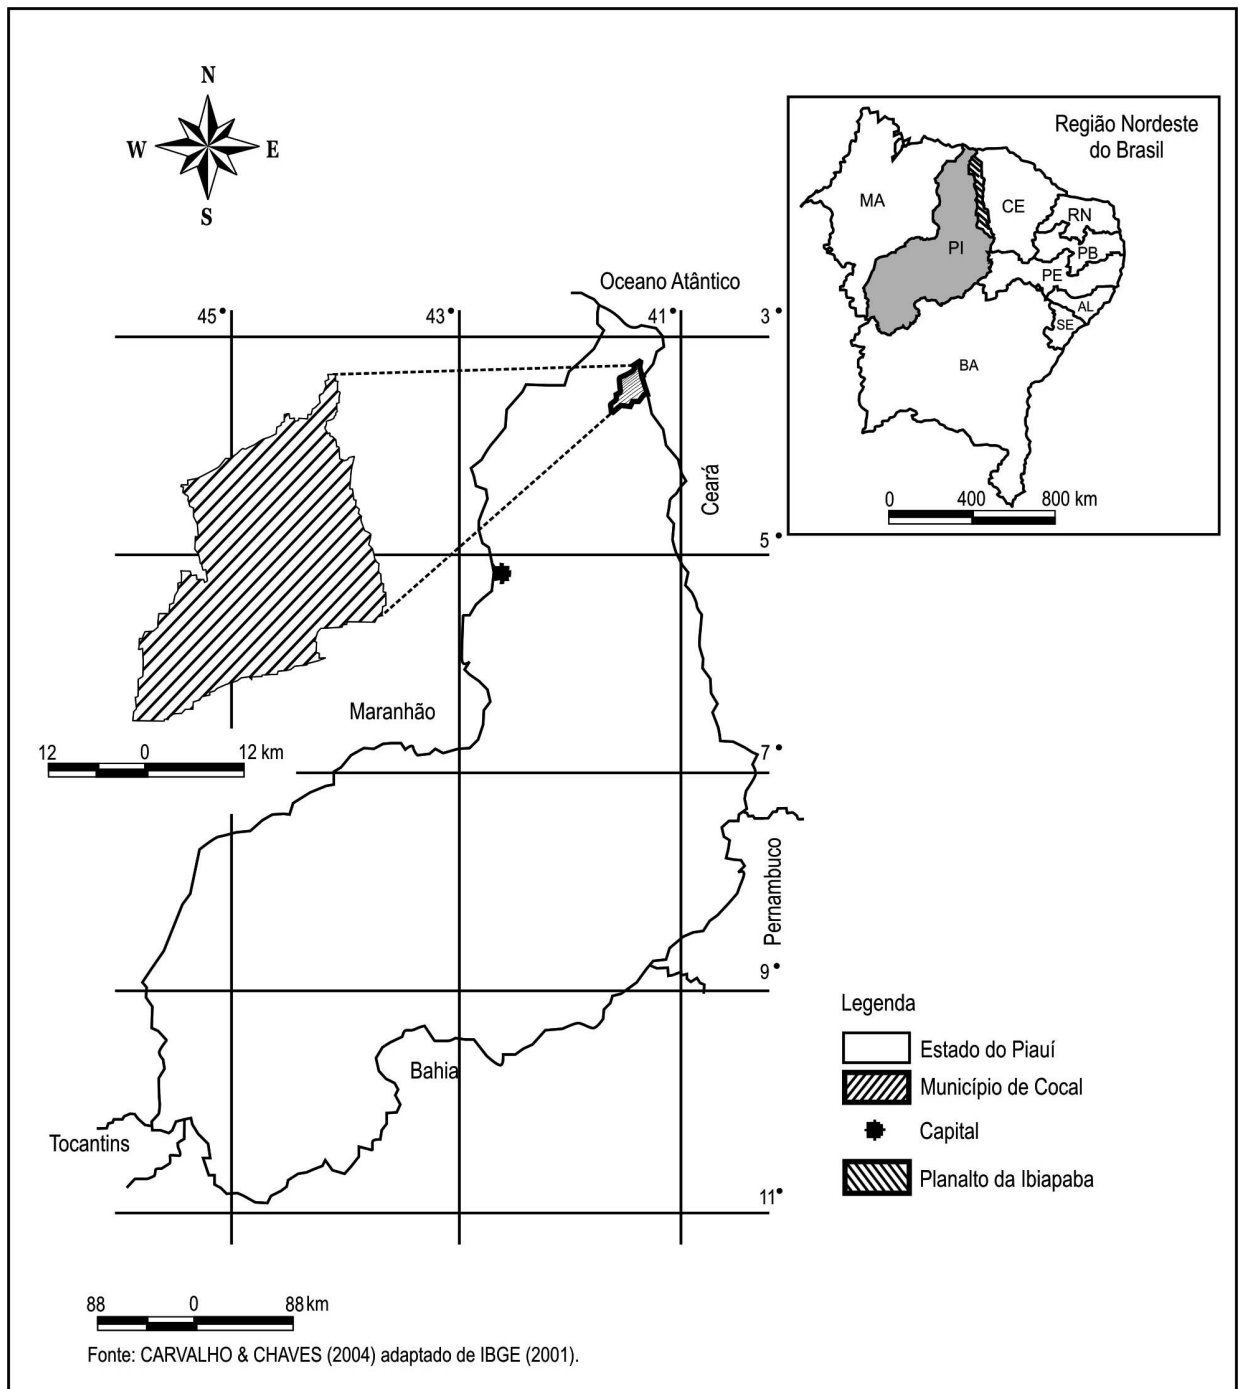 N
W
E
S
Região Nordeste
do Brasil
MA
CE
RN
PI
PB
PE
AL
SE
BA
0 400 800 km
Oceano Atântico
45°
43°
41°
3°
Ceará
5°
Maranhão
12 0 12 km
7°
Pernambuco
9°
Bahia
Tocantins
11°
Legenda
Estado do Piauí
Município de Cocal
Capital
Planalto da Ibiapaba
88 0 88 km
Fonte: CARVALHO & CHAVES (2004) adaptado de IBGE (2001).